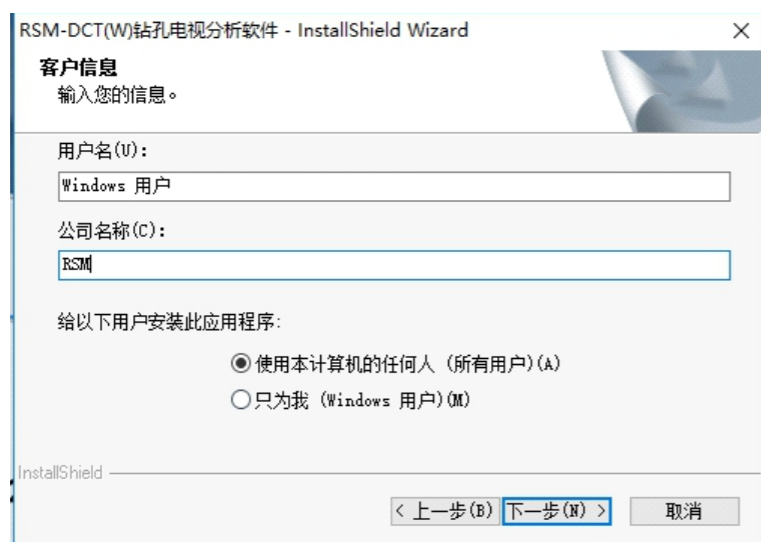 RSM-DCT(W)钻孔电视分析软件 - InstallShield Wizard
客户信息
输入您的信息。
用户名(U):
Windows 用户
公司名称(C):
RSM
给以下用户安装此应用程序:
使用本计算机的任何人 (所有用户)(A)
只为我 (Windows 用户)(M)
InstallShield
< 上一步(B) 下一步(N) > 取消